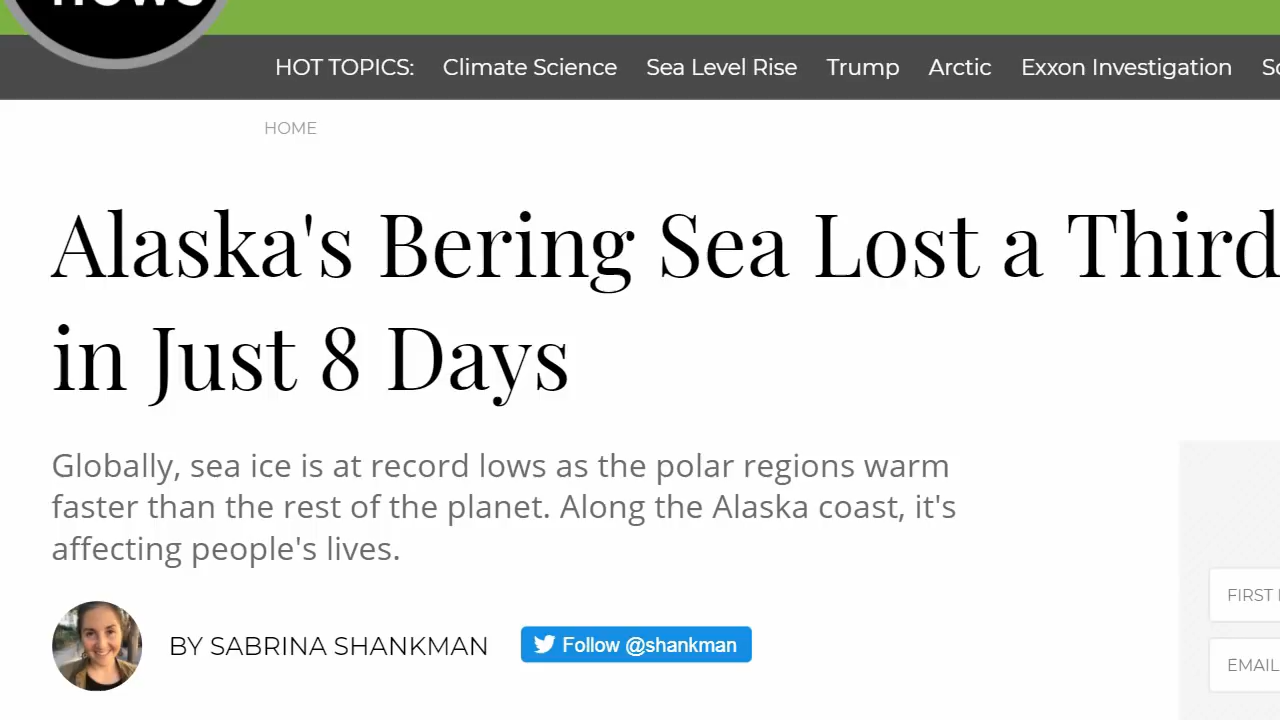 news
HOT TOPICS: Climate Science Sea Level Rise Trump Arctic Exxon Investigation
HOME
Alaska's Bering Sea Lost a Third
in Just 8 Days
Globally, sea ice is at record lows as the polar regions warm
faster than the rest of the planet. Along the Alaska coast, it's
affecting people's lives.
BY SABRINA SHANKMAN Follow @shankman
FIRST
EMAIL